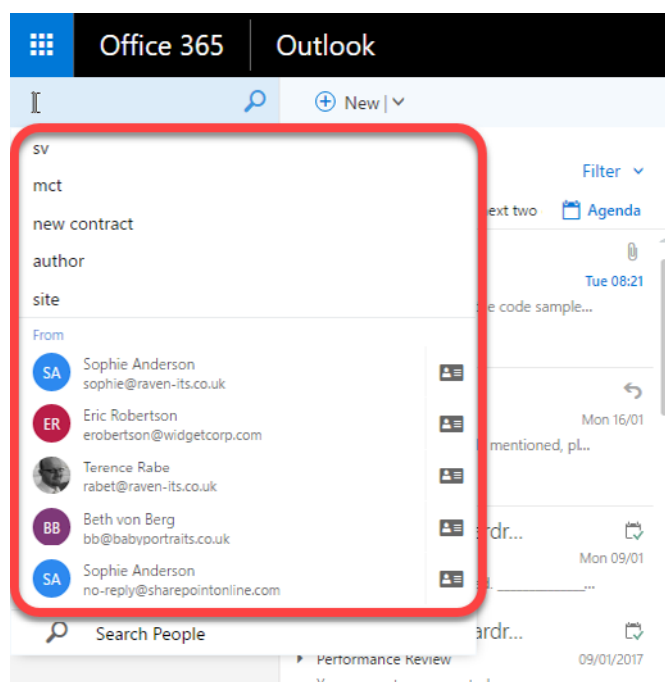 Office 365 Outlook
New
sv
mct
new contract
author
site
From
SA Sophie Anderson
sophie@raven-its.co.uk
ER Eric Robertson
erobertson@widgetcorp.com
Terence Rabe
rabet@raven-its.co.uk
BB Beth von Berg
bb@babyportraits.co.uk
SA Sophie Anderson
no-reply@sharepointonline.com
Search People
Filter
next two Agenda
Tue 08:21
code sample...
Mon 16/01
mentioned, pl...
rdr...
Mon 09/01
ardr...
Performance Review 09/01/2017